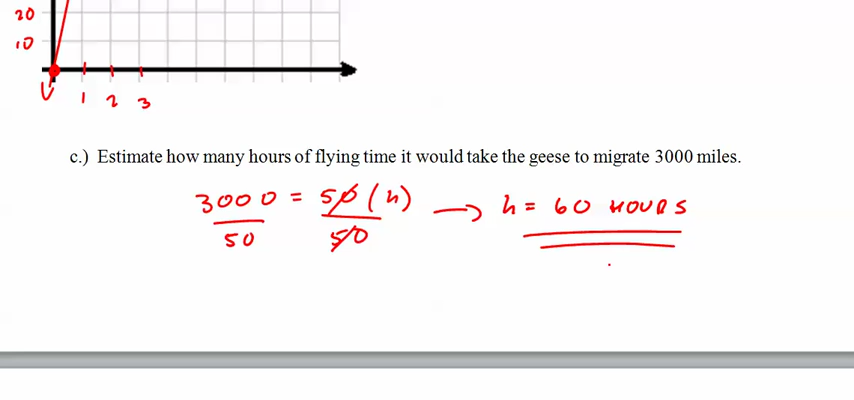 20
10
0
1 2 3
c.) Estimate how many hours of flying time it would take the geese to migrate 3000 miles.
3000 = 50 (h) → h = 60 HOURS
50 50